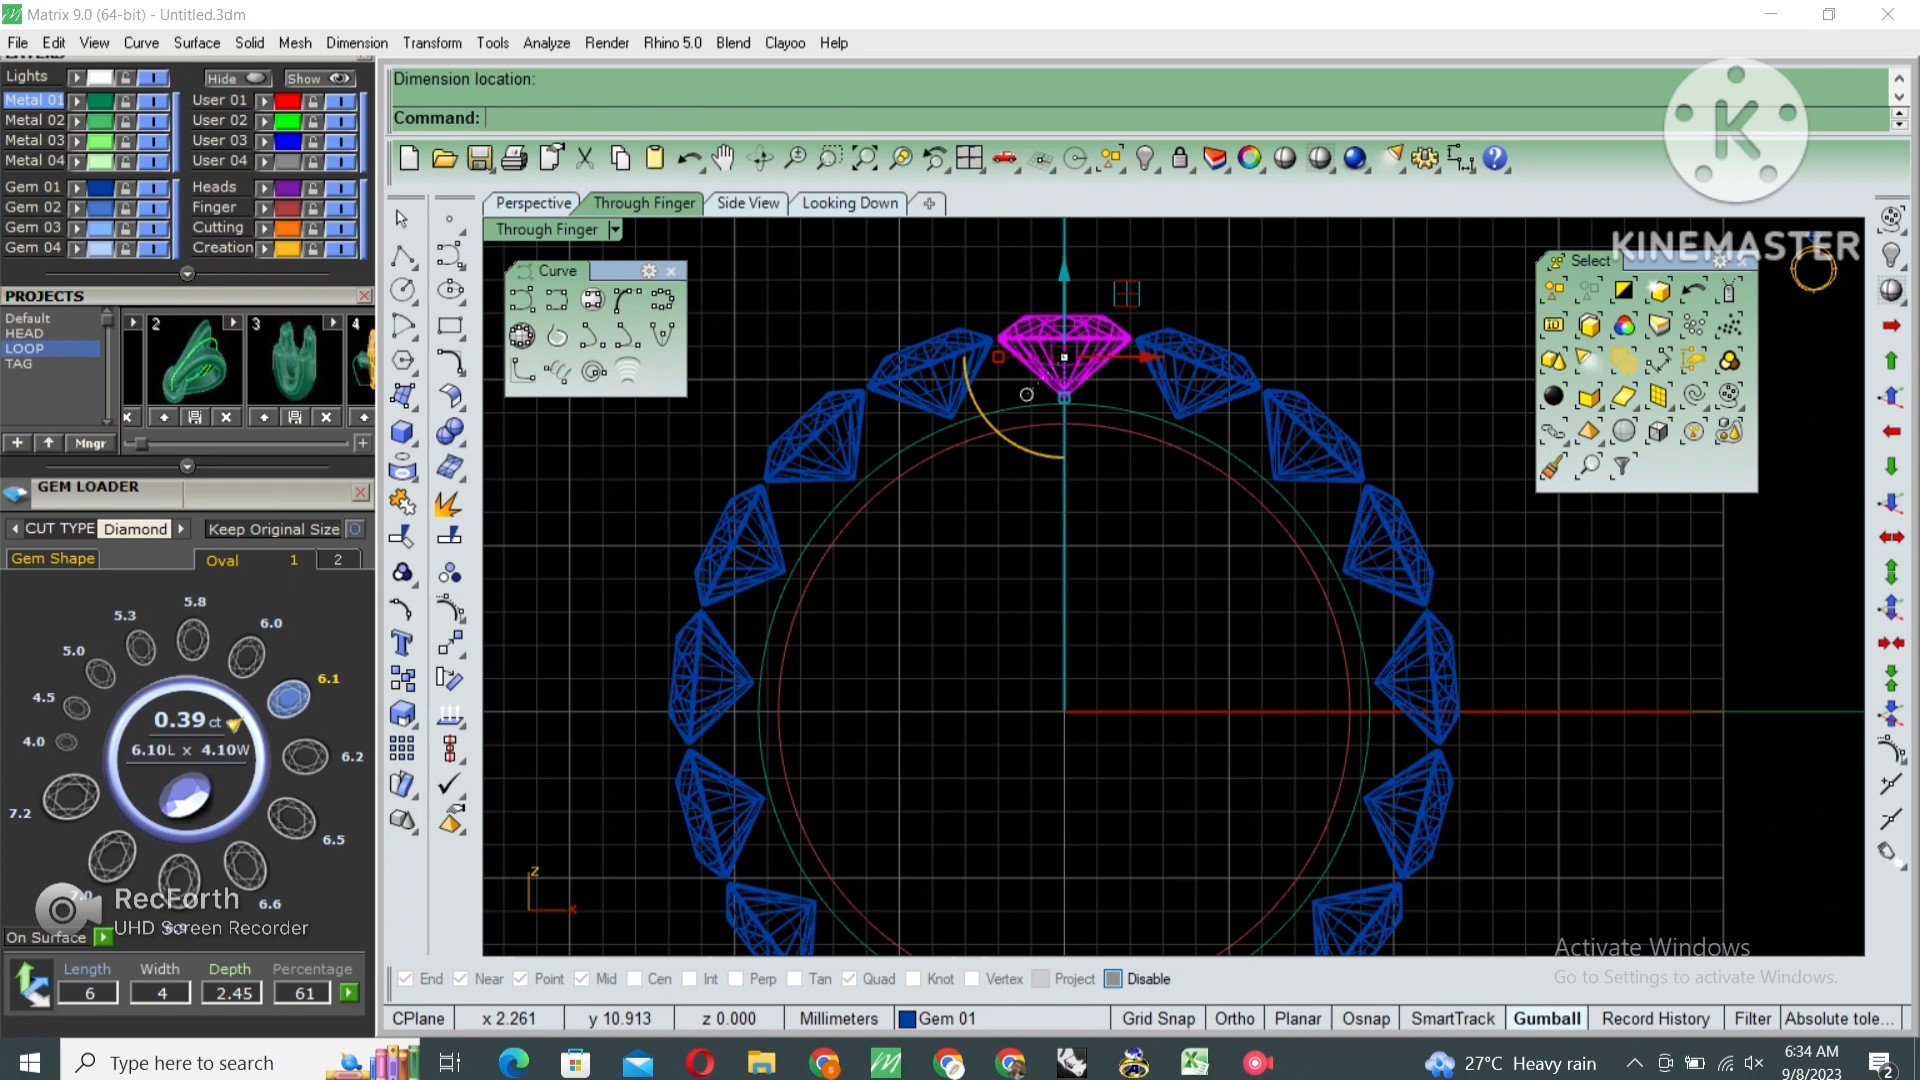 Matrix 9.0 (64-bit) - Untitled.3dm
File Edit View Curve Surface Solid Mesh Dimension Transform Tools Analyze Render Rhino 5.0 Blend Clayoo Help
Lights Hide Show
Metal 01 User 01
Metal 02 User 02
Metal 03 User 03
Metal 04 User 04
Gem 01 Heads
Gem 02 Finger
Gem 03 Cutting
Gem 04 Creation
PROJECTS
Default
HEAD
LOOP
TAG
2 3 4
Mngr
GEM LOADER
CUT TYPE Diamond Keep Original Size
Gem Shape Oval 1 2
5.8
5.3 6.0
5.0 6.1
4.5
0.39 ct
4.0 6.10L x 4.10W 6.2
7.2 6.5
7.0 6.6
RecForth
UHD Screen Recorder
On Surface
Length Width Depth Percentage
6 4 2.45 61
Dimension location:
Command:
K
KINEMASTER
Perspective Through Finger Side View Looking Down
Through Finger
Curve
Select
ID
z
x
Activate Windows
Go to Settings to activate Windows.
End Near Point Mid Cen Int Perp Tan Quad Knot Vertex Project Disable
CPlane x 2.261 y 10.913 z 0.000 Millimeters Gem 01 Grid Snap Ortho Planar Osnap SmartTrack Gumball Record History Filter Absolute tole...
Type here to search
27°C Heavy rain
6:34 AM
9/8/2023
2